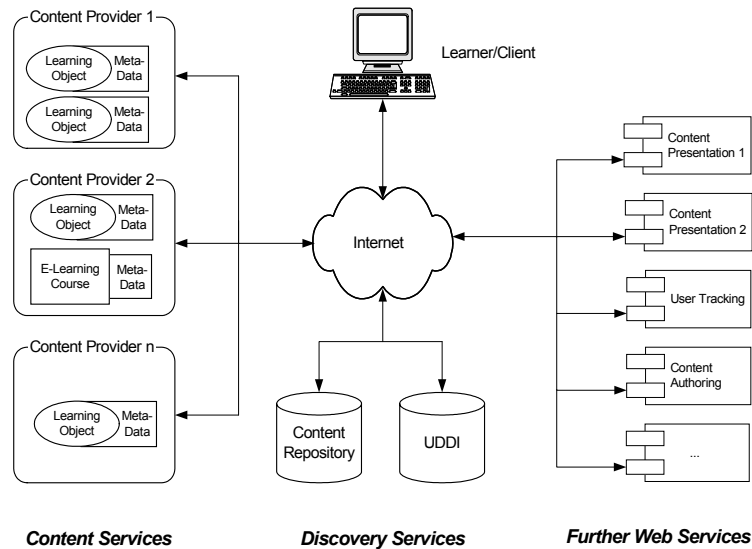 Content Provider 1
Learning
Object
Meta-
Data
Learning
Object
Meta-
Data
Content Provider 2
Learning
Object
Meta-
Data
E-Learning
Course
Meta-
Data
Content Provider n
Learning
Object
Meta-
Data
Learner/Client
Internet
Content
Repository
UDDI
Content
Presentation 1
Content
Presentation 2
User Tracking
Content
Authoring
...
Content Services
Discovery Services
Further Web Services